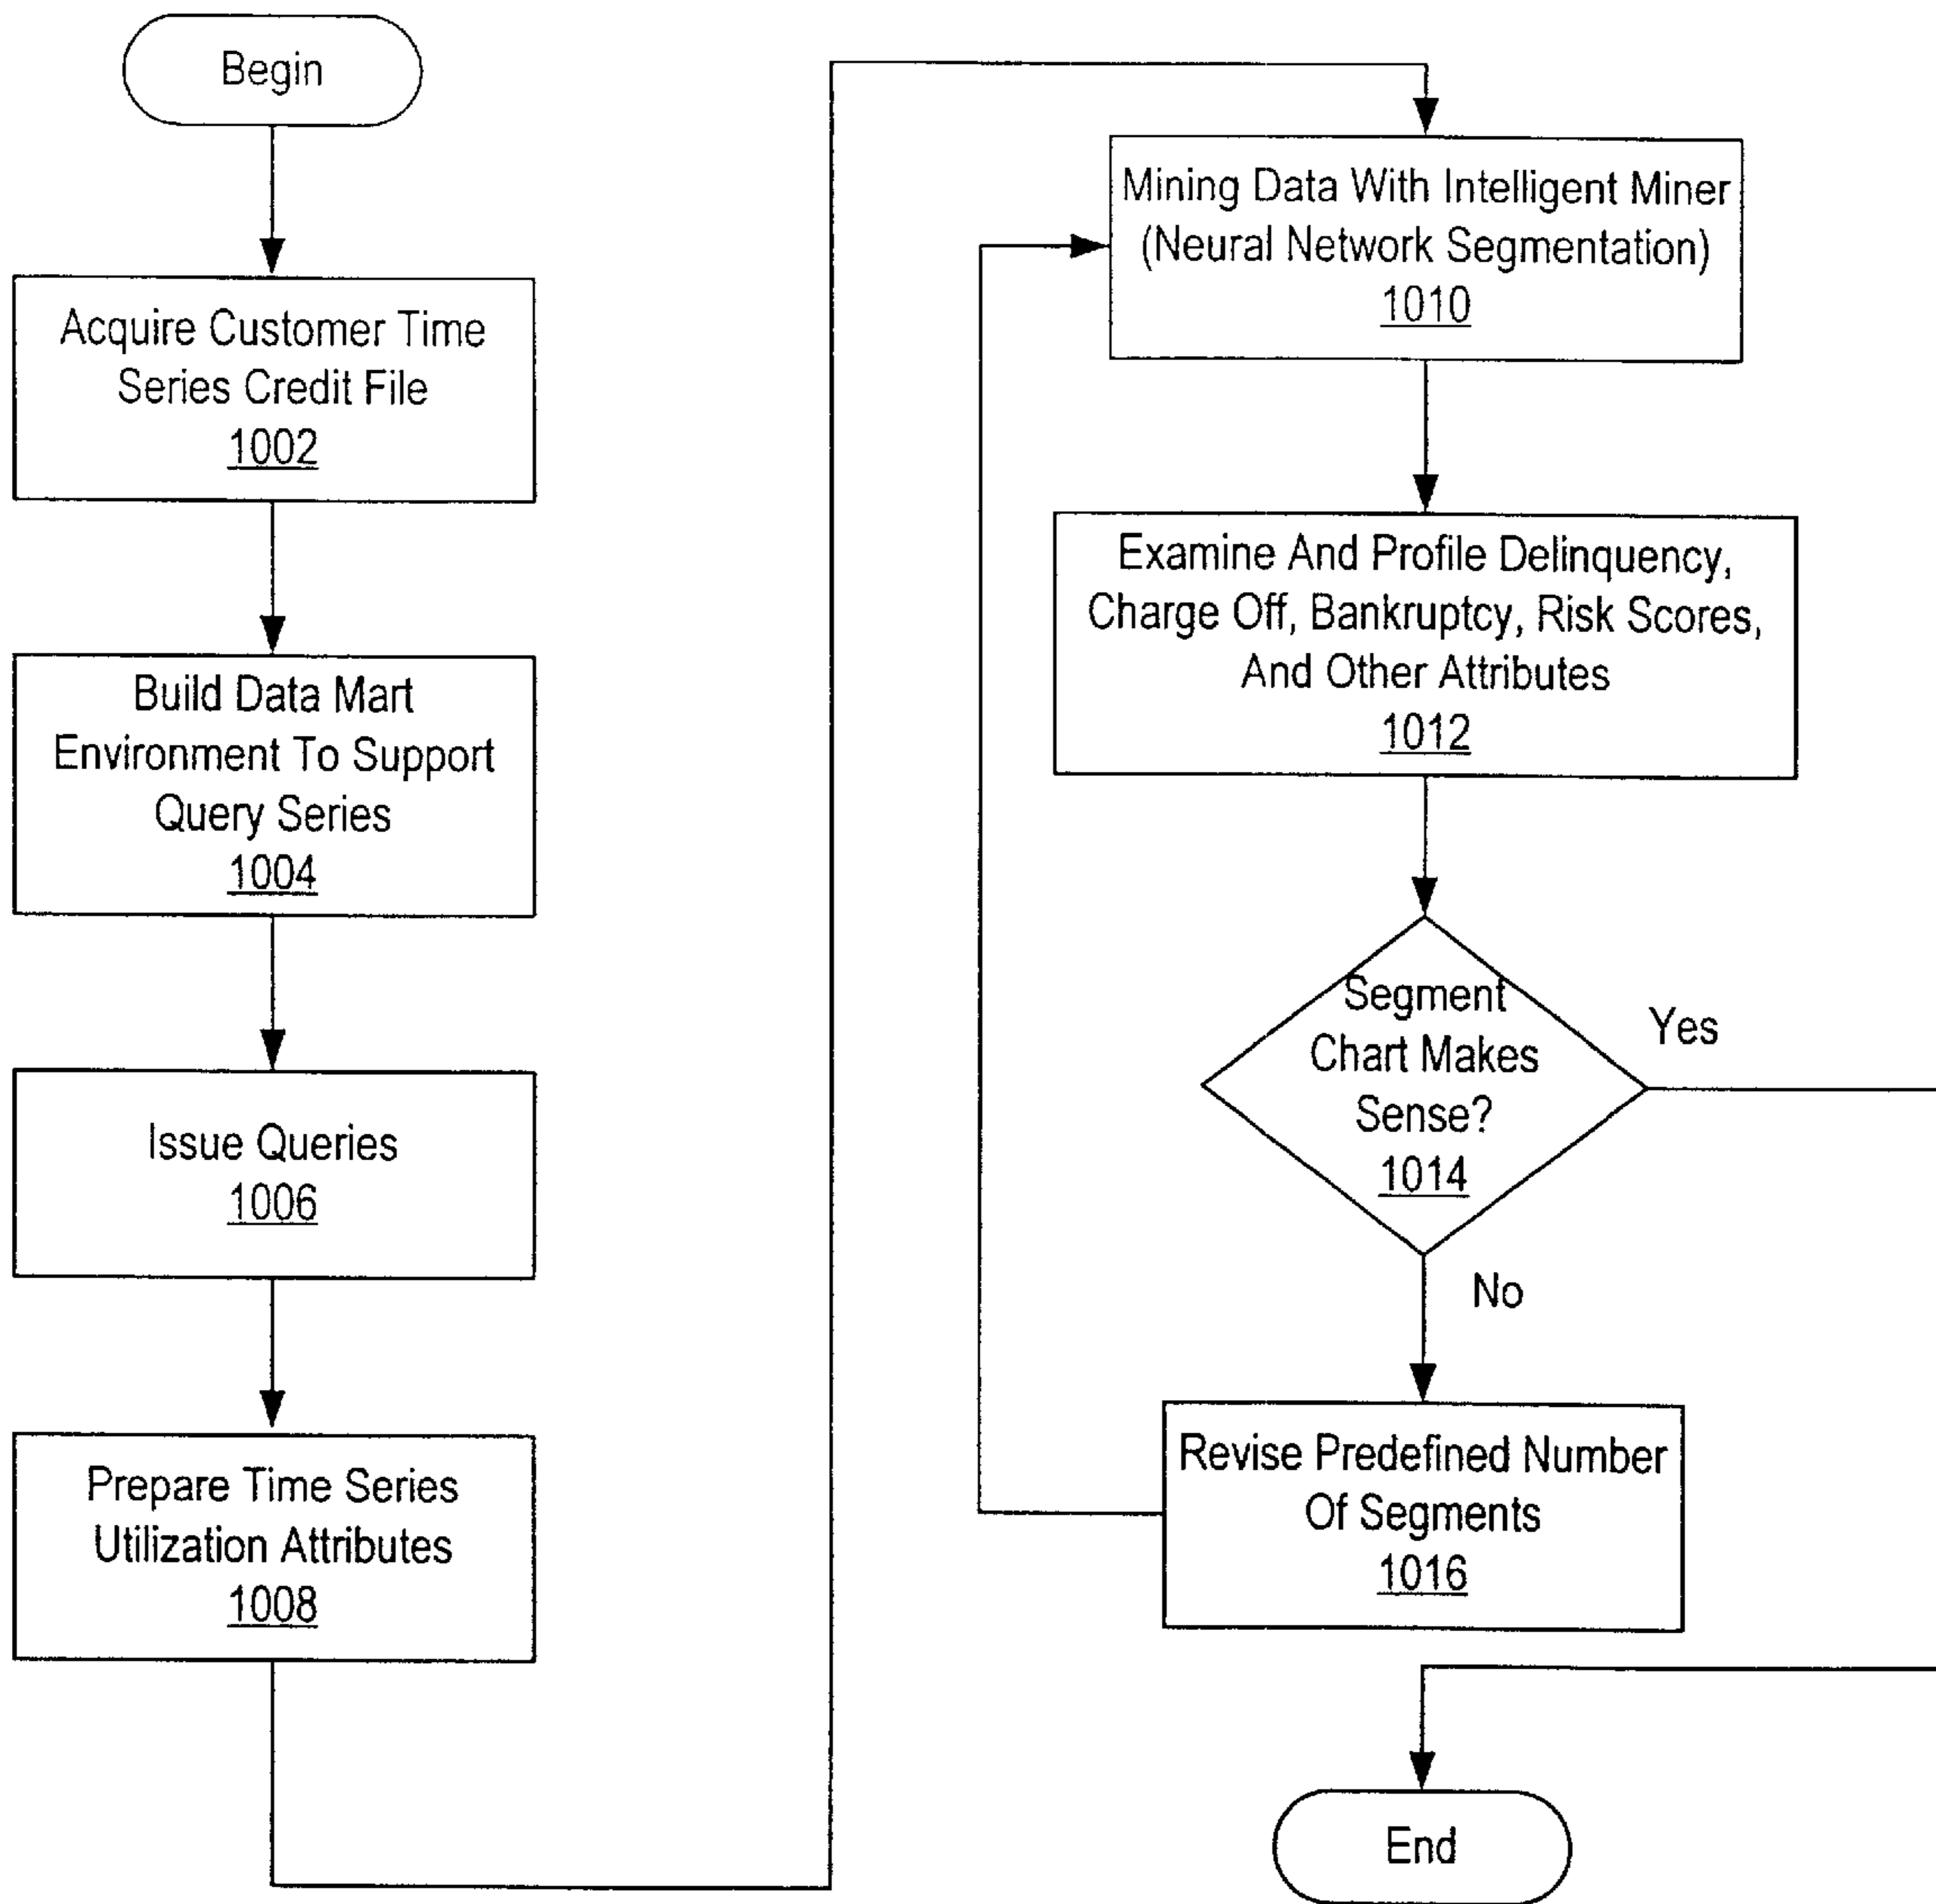 Begin
Acquire Customer Time
Series Credit File
1002
Build Data Mart
Environment To Support
Query Series
1004
Issue Queries
1006
Prepare Time Series
Utilization Attributes
1008
Mining Data With Intelligent Miner
(Neural Network Segmentation)
1010
Examine And Profile Delinquency,
Charge Off, Bankruptcy, Risk Scores,
And Other Attributes
1012
Segment
Chart Makes
Sense?
1014
Yes
No
Revise Predefined Number
Of Segments
1016
End